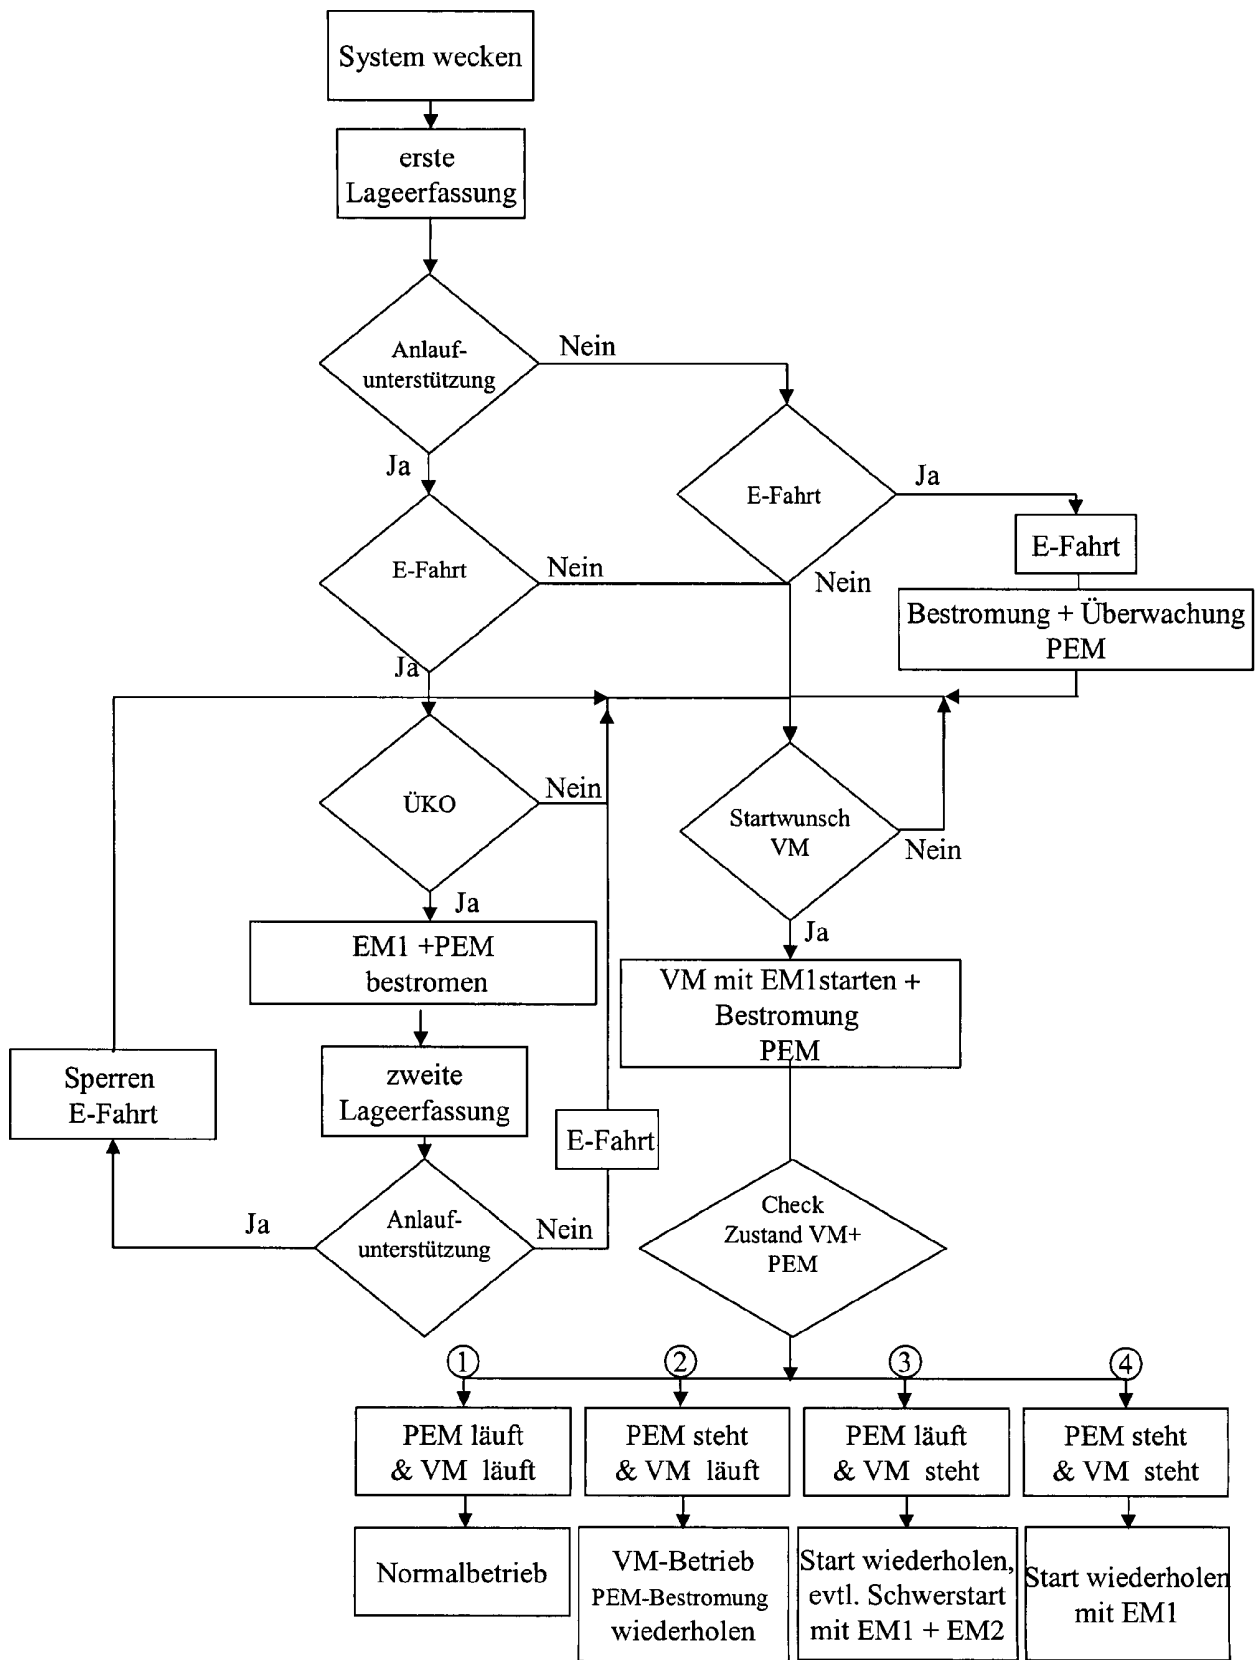 System wecken
erste
Lageerfassung
Anlauf-
unterstützung
Nein
Ja
E-Fahrt
Ja
E-Fahrt
E-Fahrt
Nein
Nein
Bestromung + Überwachung
PEM
Ja
ÜKO
Nein
Startwunsch
VM
Nein
Ja
Ja
EM1 +PEM
bestromen
VM mit EM1starten +
Bestromung
PEM
Sperren
E-Fahrt
zweite
Lageerfassung
E-Fahrt
Ja
Anlauf-
unterstützung
Nein
Check
Zustand VM+
PEM
1
2
3
4
PEM läuft
& VM läuft
PEM steht
& VM läuft
PEM läuft
& VM steht
PEM steht
& VM steht
Normalbetrieb
VM-Betrieb
PEM-Bestromung
wiederholen
Start wiederholen,
evtl. Schwerstart
mit EM1 + EM2
Start wiederholen
mit EM1